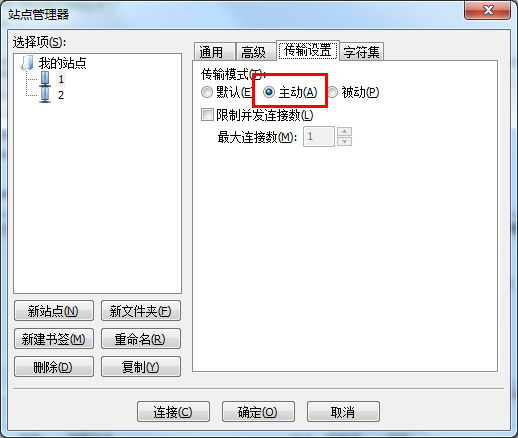 站点管理器
选择项(S):
我的站点
1
2
新站点(N) 新文件夹(F)
新建书签(M) 重命名(R)
删除(D) 复制(Y)
通用 高级 传输设置 字符集
传输模式(T):
默认(E 主动(A) 被动(P)
限制并发连接数(L)
最大连接数(M): 1
连接(C) 确定(O) 取消